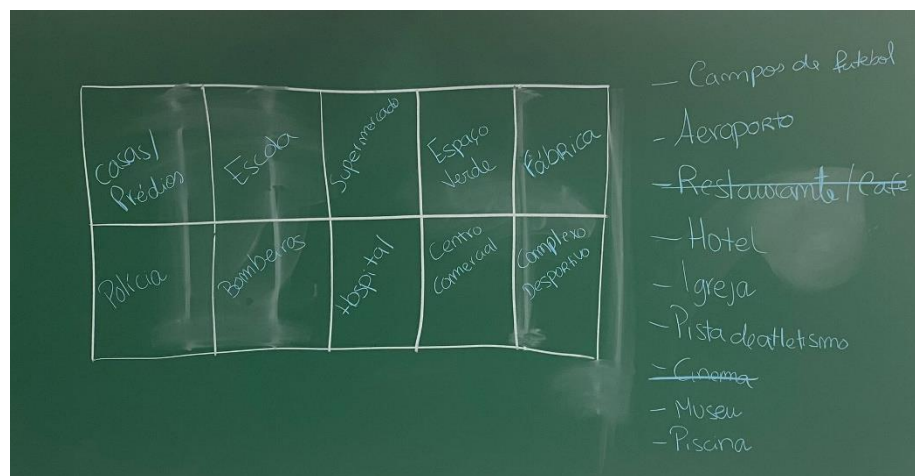 Casas/
Prédios
Escola
Supermercado
Espaço
Verde
Fábrica
Polícia
Bombeiros
Hospital
Centro
Comercial
Complexo
Desportivo
- Campos de futebol
- Aeroporto
- Restaurante / Café
- Hotel
- Igreja
- Pista de atletismo
- Cinema
- Museu
- Piscina